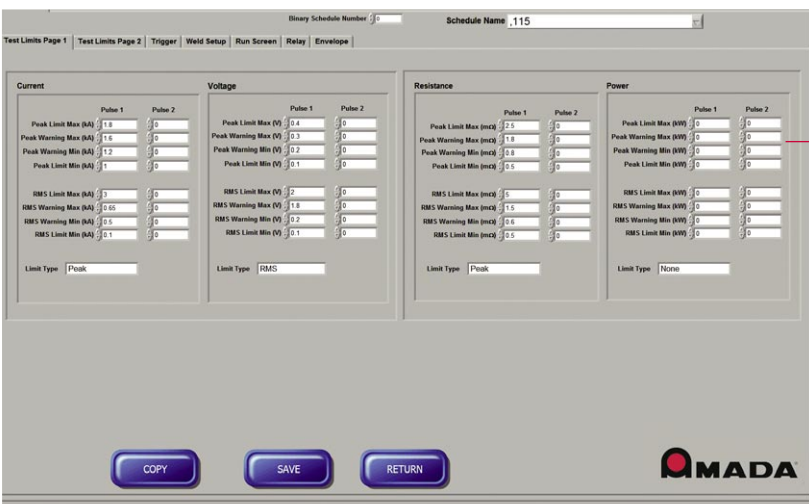 Binary Schedule Number 0 Schedule Name ,115
Test Limits Page 1 Test Limits Page 2 Trigger Weld Setup Run Screen Relay Envelope
Current
Pulse 1 Pulse 2
Peak Limit Max (kA) 1.8 0
Peak Warning Max (kA) 1.6 0
Peak Warning Min (kA) 1.2 0
Peak Limit Min (kA) 1 0
RMS Limit Max (kA) 3 0
RMS Warning Max (kA) 0.65 0
RMS Warning Min (kA) 0.5 0
RMS Limit Min (kA) 0.1 0
Limit Type Peak
Voltage
Pulse 1 Pulse 2
Peak Limit Max (V) 0.4 0
Peak Warning Max (V) 0.3 0
Peak Warning Min (V) 0.2 0
Peak Limit Min (V) 0.1 0
RMS Limit Max (V) 2 0
RMS Warning Max (V) 1.8 0
RMS Warning Min (V) 0.2 0
RMS Limit Min (V) 0.1 0
Limit Type RMS
Resistance
Pulse 1 Pulse 2
Peak Limit Max (mΩ) 2.5 0
Peak Warning Max (mΩ) 1.8 0
Peak Warning Min (mΩ) 0.8 0
Peak Limit Min (mΩ) 0.5 0
RMS Limit Max (mΩ) 5 0
RMS Warning Max (mΩ) 1.5 0
RMS Warning Min (mΩ) 0.6 0
RMS Limit Min (mΩ) 0.5 0
Limit Type Peak
Power
Pulse 1 Pulse 2
Peak Limit Max (kW) 0 0
Peak Warning Max (kW) 0 0
Peak Warning Min (kW) 0 0
Peak Limit Min (kW) 0 0
RMS Limit Max (kW) 0 0
RMS Warning Max (kW) 0 0
RMS Warning Min (kW) 0 0
RMS Limit Min (kW) 0 0
Limit Type None
COPY SAVE RETURN
AMADA